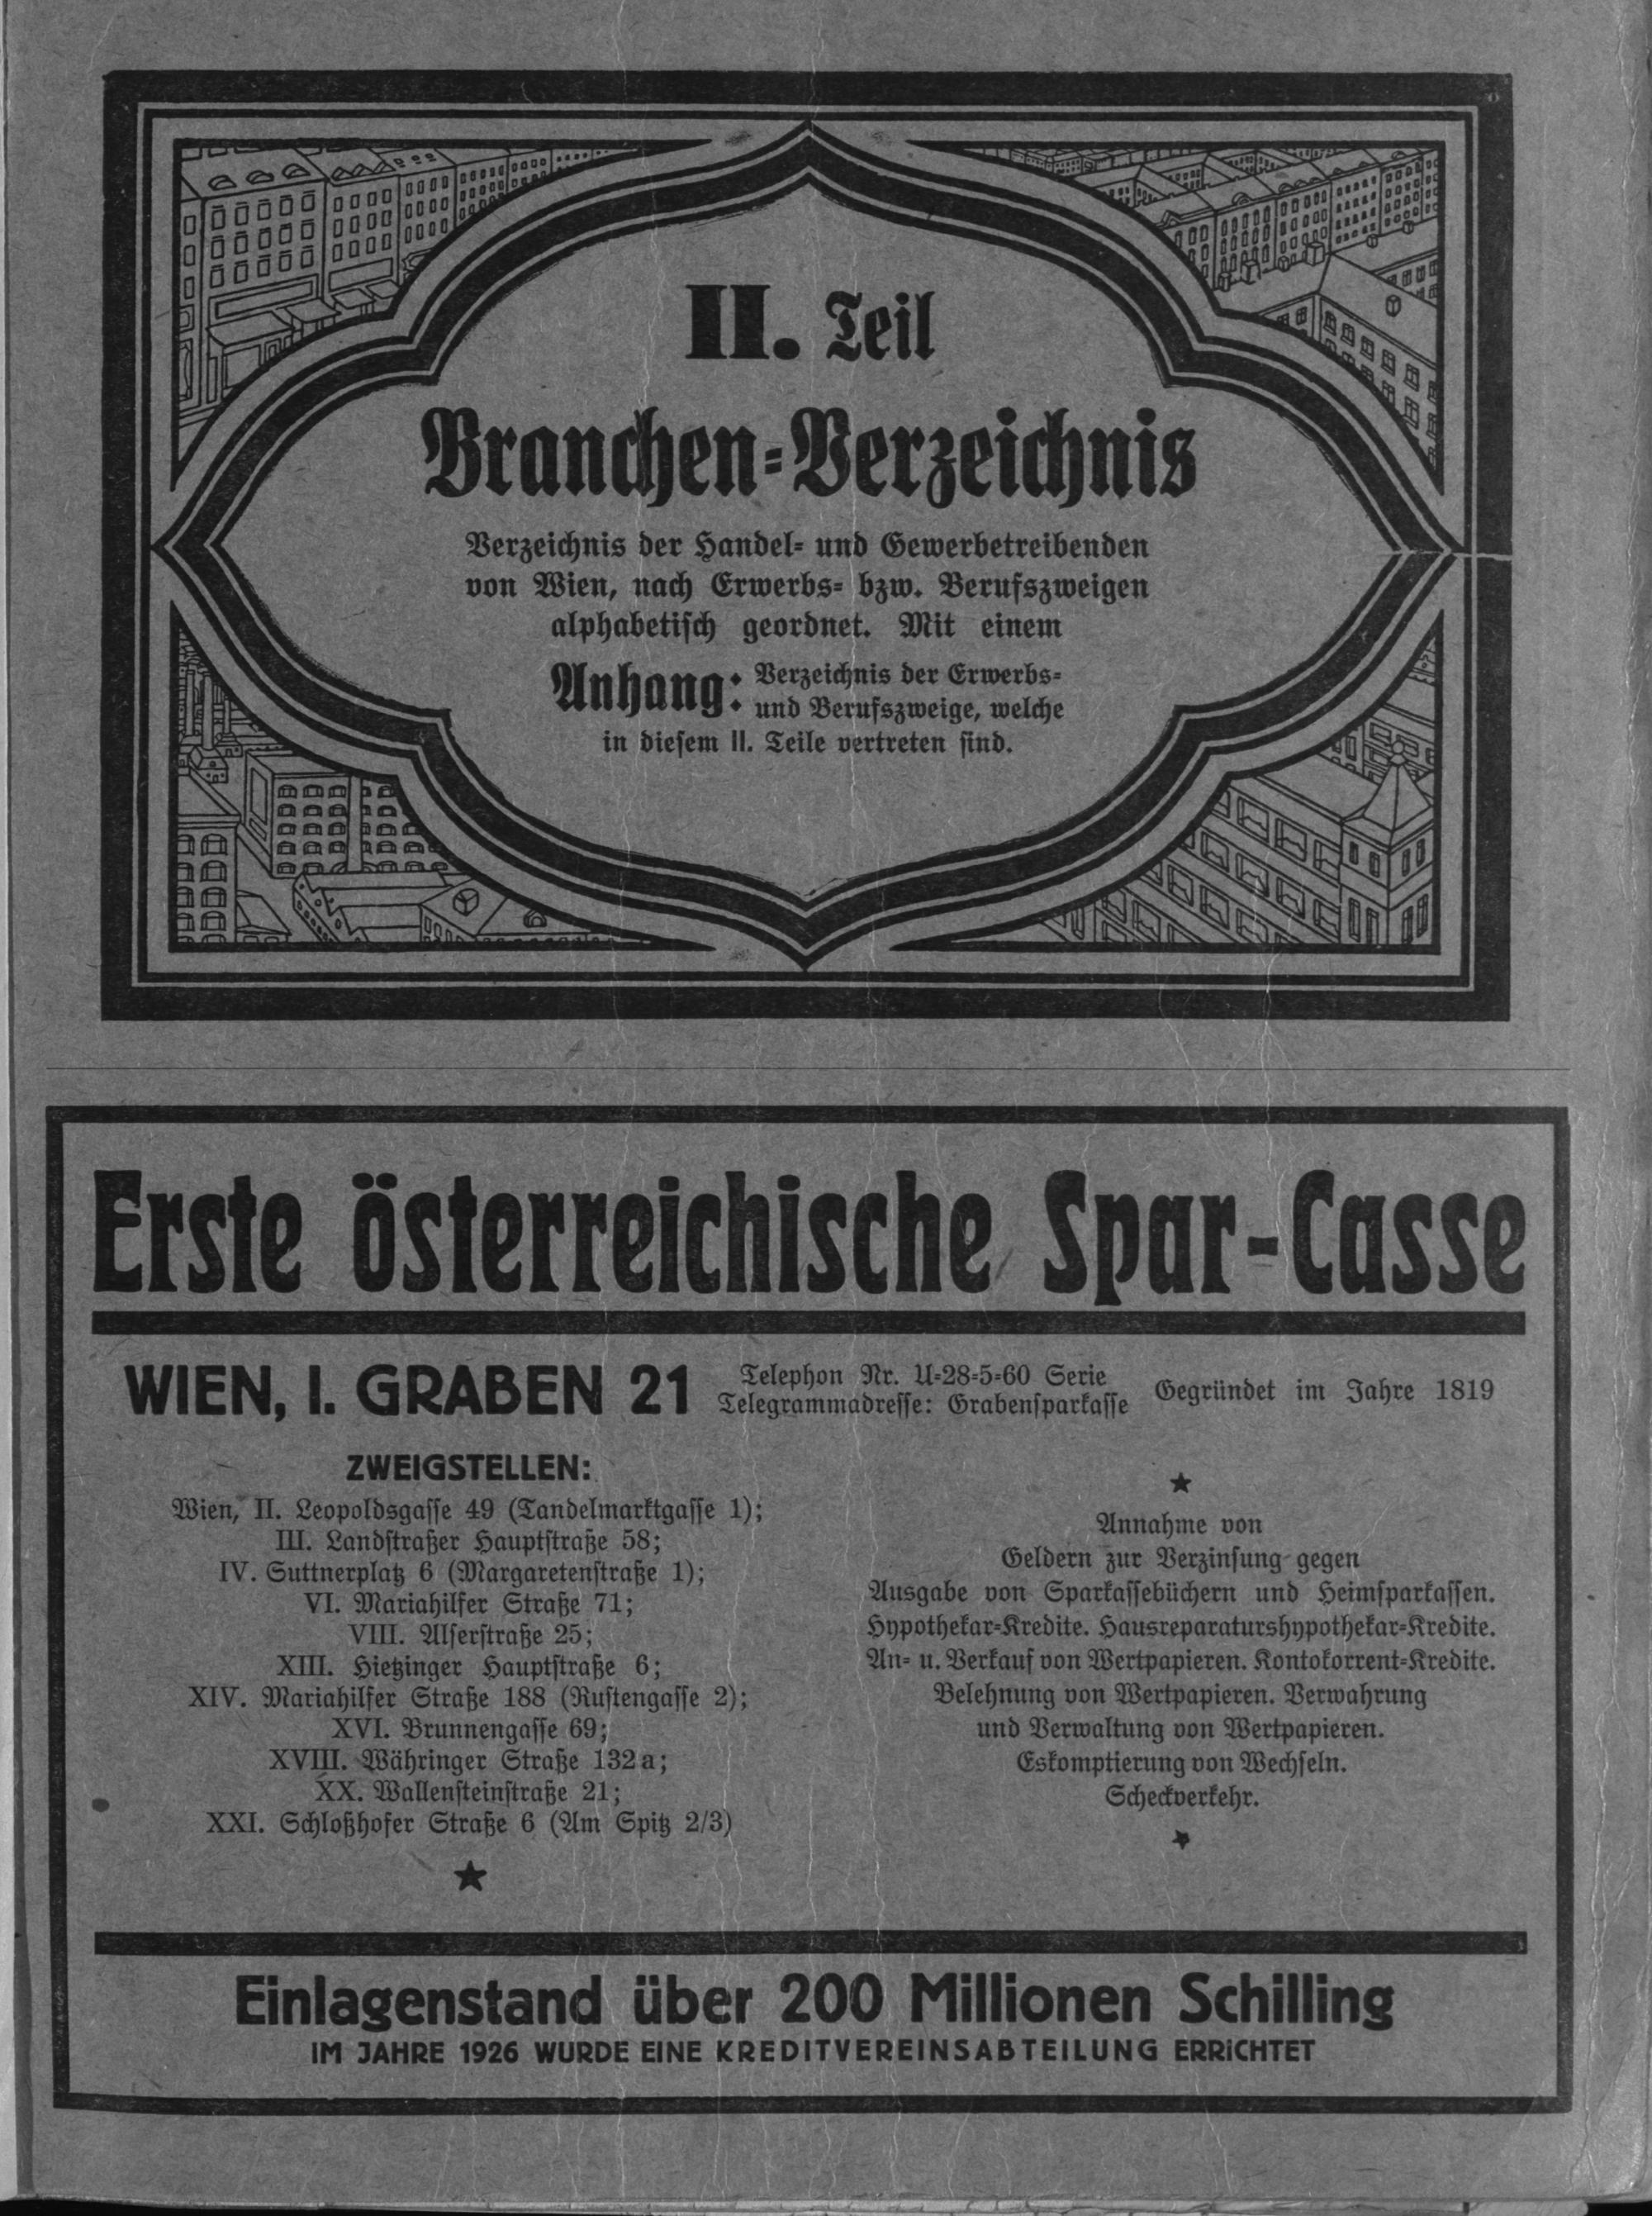 II. Teil
Branchen=Verzeichnis
Verzeichnis der Handel= und Gewerbetreibenden
von Wien, nach Erwerbs= bzw. Berufszweigen
alphabetisch geordnet. Mit einem
Anhang: Verzeichnis der Erwerbs=
und Berufszweige, welche
in diesem II. Teile vertreten sind.
Erste österreichische Spar-Casse
WIEN, I. GRABEN 21
Telephon Nr. U=28=5=60 Serie
Telegrammadresse: Grabensparkasse
Gegründet im Jahre 1819
ZWEIGSTELLEN:
Wien, II. Leopoldsgasse 49 (Tandelmarktgasse 1);
III. Landstraßer Hauptstraße 58;
IV. Suttnerplatz 6 (Margaretenstraße 1);
VI. Mariahilfer Straße 71;
VIII. Alserstraße 25;
XIII. Hietzinger Hauptstraße 6;
XIV. Mariahilfer Straße 188 (Rustengasse 2);
XVI. Brunnengasse 69;
XVIII. Währinger Straße 132a;
XX. Wallensteinstraße 21;
XXI. Schloßhofer Straße 6 (Am Spitz 2/3)
Annahme von
Geldern zur Verzinsung gegen
Ausgabe von Sparkassebüchern und Heimsparkassen.
Hypothekar=Kredite. Hausreparaturshypothekar=Kredite.
An= u. Verkauf von Wertpapieren. Kontokorrent=Kredite.
Belehnung von Wertpapieren. Verwahrung
und Verwaltung von Wertpapieren.
Eskomptierung von Wechseln.
Scheckverkehr.
Einlagenstand über 200 Millionen Schilling
IM JAHRE 1926 WURDE EINE KREDITVEREINSABTEILUNG ERRICHTET